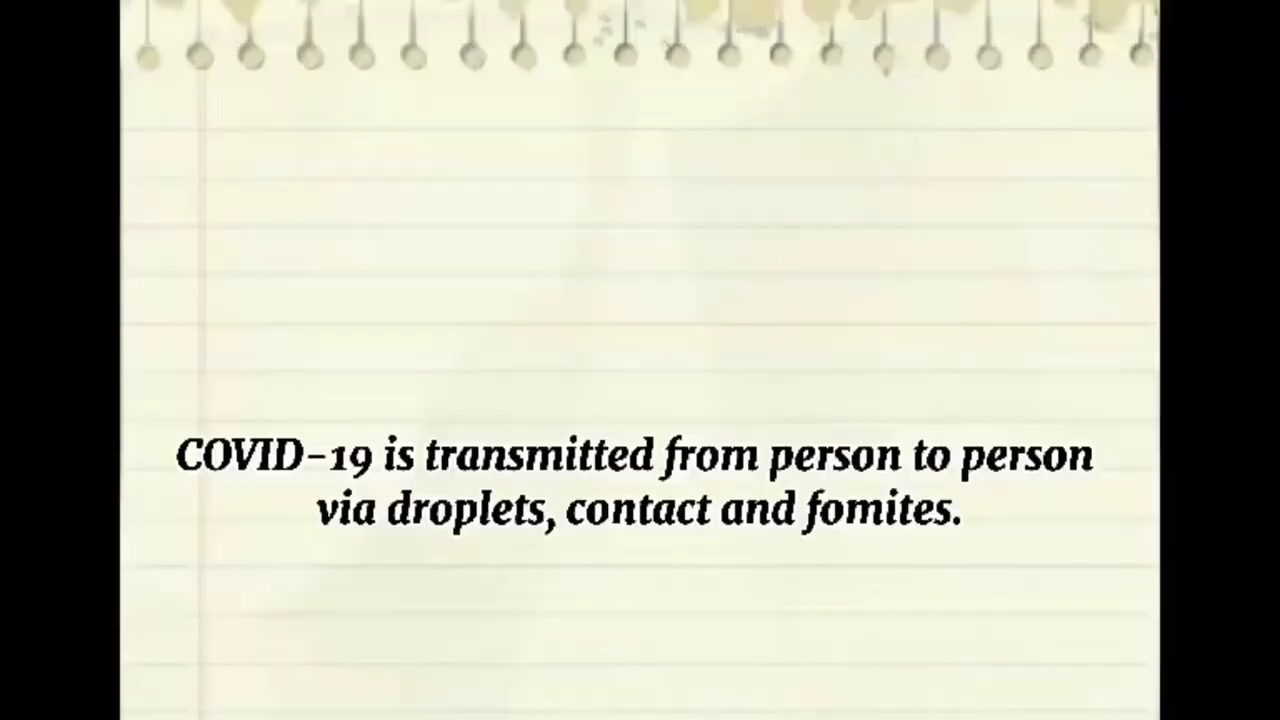 COVID-19 is transmitted from person to person
via droplets, contact and fomites.